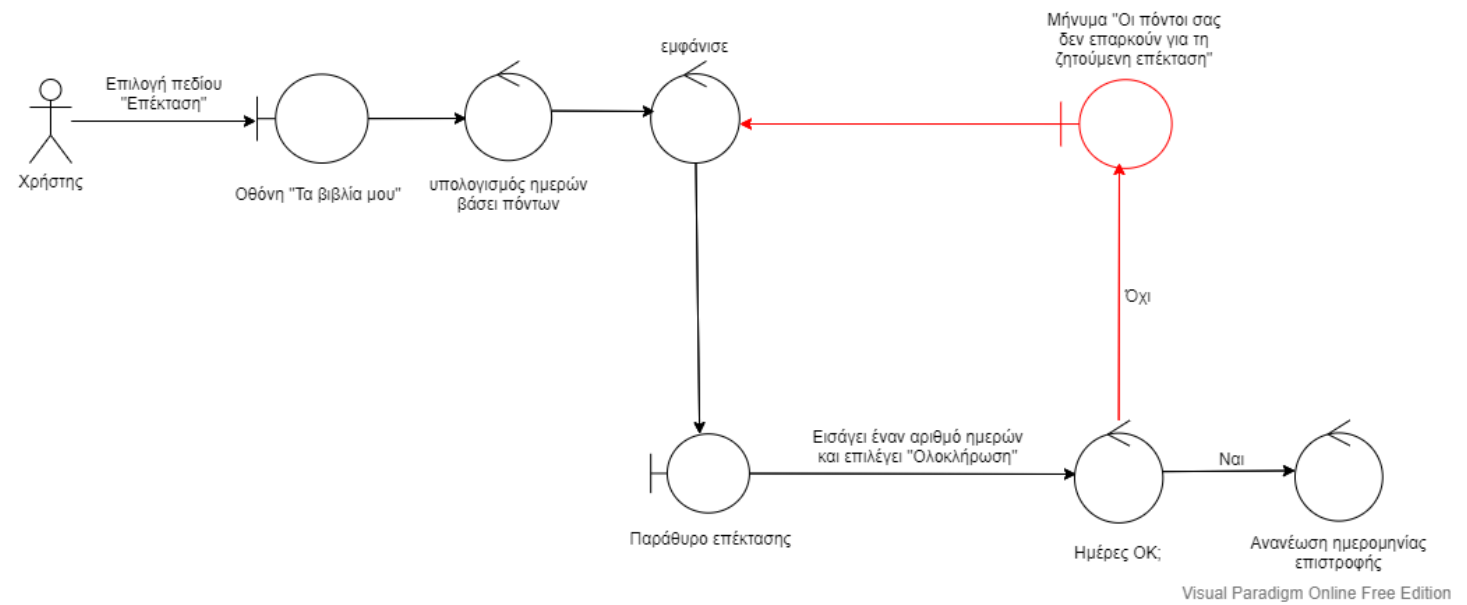 Μήνυμα "Οι πόντοι σας
δεν επαρκούν για τη
ζητούμενη επέκταση"
εμφάνισε
Επιλογή πεδίου
"Επέκταση"
Χρήστης
Οθόνη "Τα βιβλία μου"
υπολογισμός ημερών
βάσει πόντων
Όχι
Εισάγει έναν αριθμό ημερών
και επιλέγει "Ολοκλήρωση"
Ναι
Παράθυρο επέκτασης
Ημέρες ΟΚ;
Ανανέωση ημερομηνίας
επιστροφής
Visual Paradigm Online Free Edition